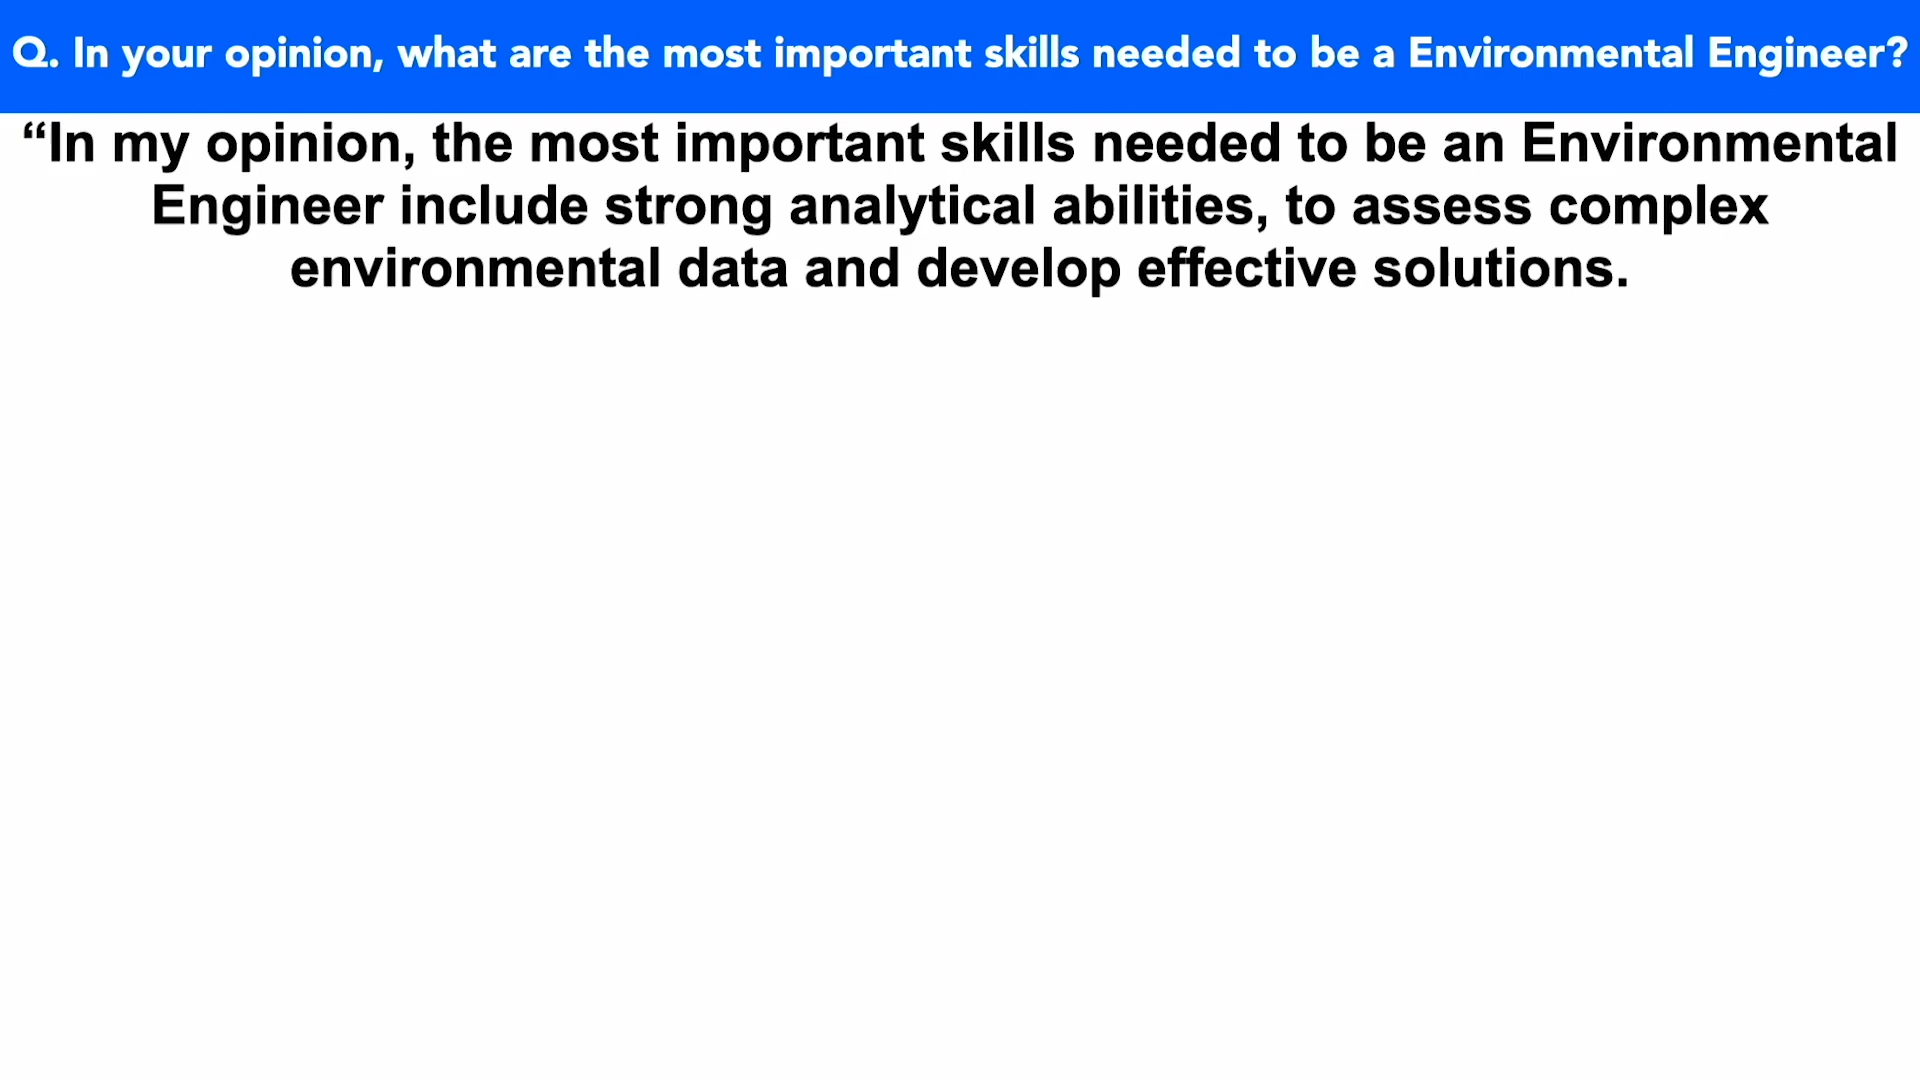 Q. In your opinion, what are the most important skills needed to be a Environmental Engineer?
“In my opinion, the most important skills needed to be an Environmental
Engineer include strong analytical abilities, to assess complex
environmental data and develop effective solutions.